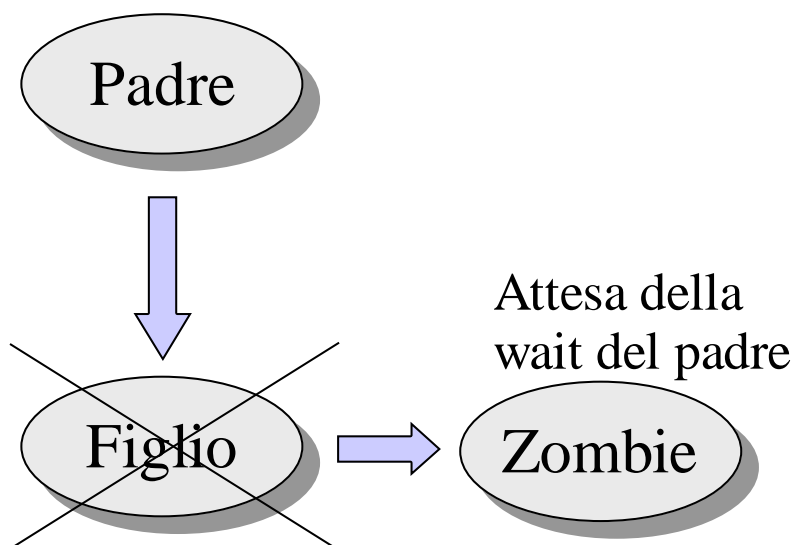 Padre
Attesa della
wait del padre
Figlio
Zombie